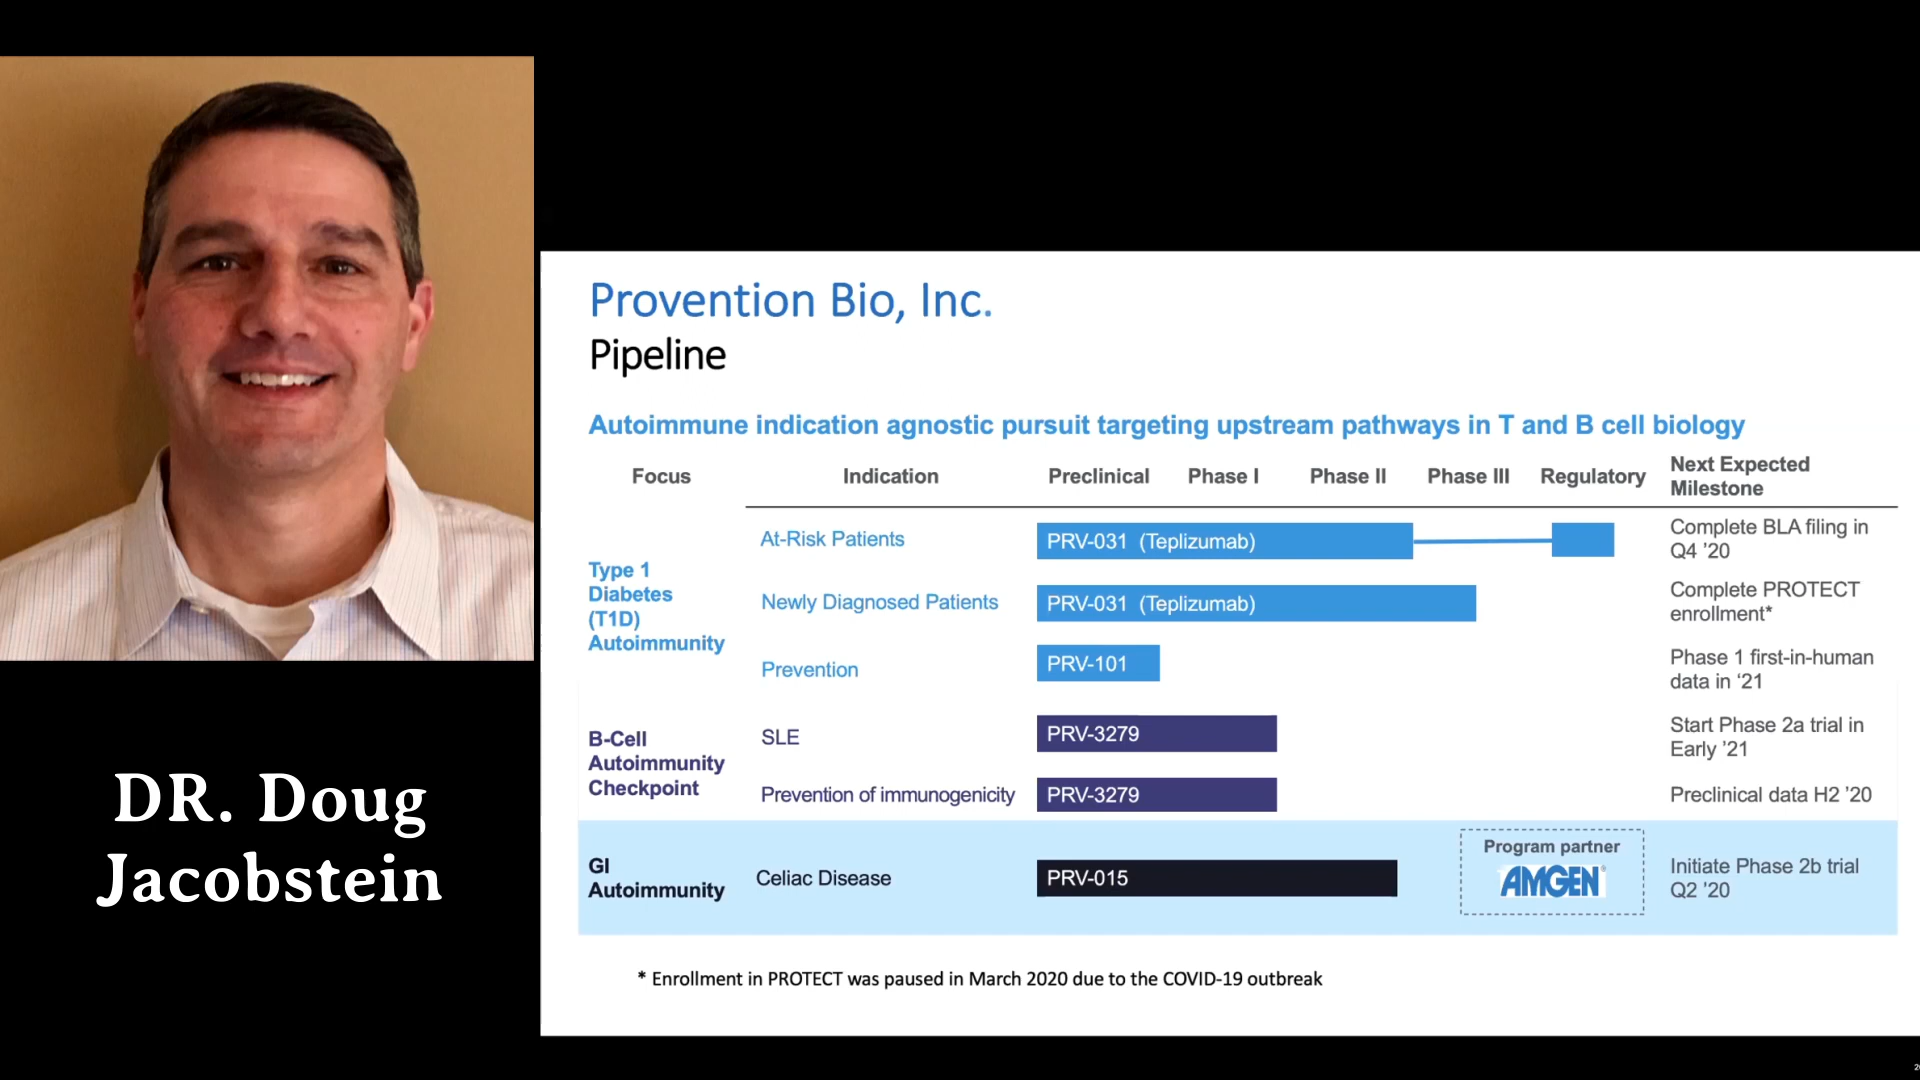 DR. Doug
Jacobstein
Provention Bio, Inc.
Pipeline
Autoimmune indication agnostic pursuit targeting upstream pathways in T and B cell biology
Focus
Indication
Preclinical
Phase I
Phase II
Phase III
Regulatory
Next Expected
Milestone
Type 1
Diabetes
(T1D)
Autoimmunity
At-Risk Patients
PRV-031 (Teplizumab)
Complete BLA filing in
Q4 ’20
Newly Diagnosed Patients
PRV-031 (Teplizumab)
Complete PROTECT
enrollment*
Prevention
PRV-101
Phase 1 first-in-human
data in ‘21
B-Cell
Autoimmunity
Checkpoint
SLE
PRV-3279
Start Phase 2a trial in
Early ’21
Prevention of immunogenicity
PRV-3279
Preclinical data H2 ’20
GI
Autoimmunity
Celiac Disease
PRV-015
Program partner
AMGEN®
Initiate Phase 2b trial
Q2 ’20
* Enrollment in PROTECT was paused in March 2020 due to the COVID-19 outbreak